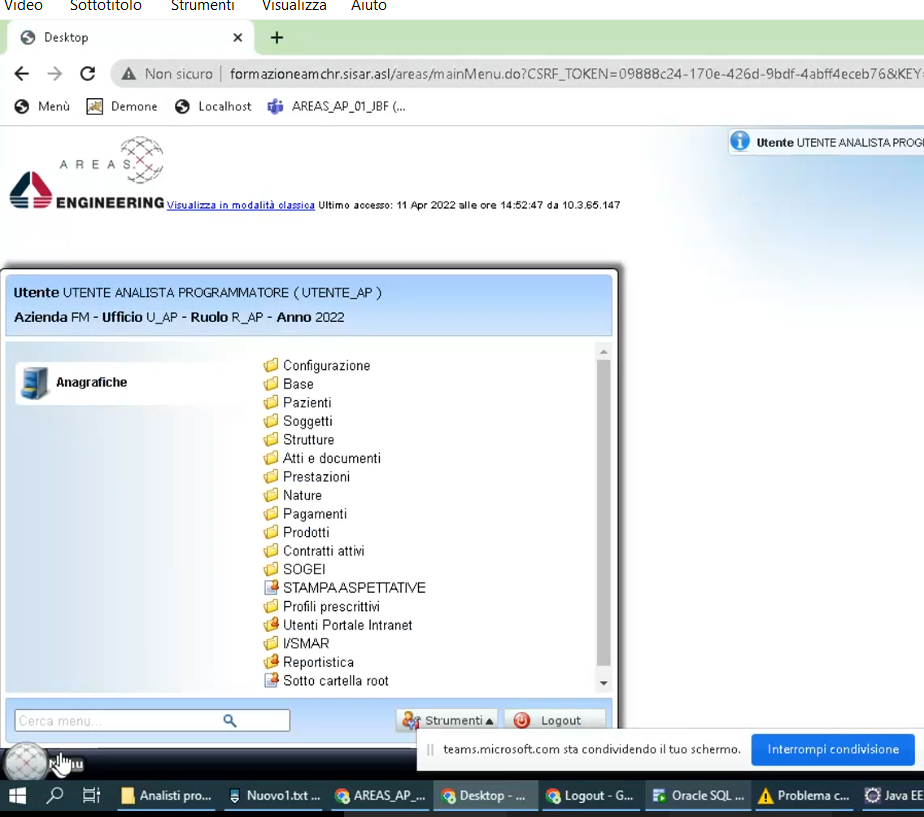 Video Sottotitolo Strumenti Visualizza Aiuto
Desktop
Non sicuro formazioneamchr.sisar.asl/areas/mainMenu.do?CSRF_TOKEN=09888c24-170e-426d-9bdf-4abff4eceb76&KEY=
Menù Demone Localhost AREAS_AP_01_JBF (...
AREAS
Utente UTENTE ANALISTA PROG
ENGINEERING Visualizza in modalità classica Ultimo accesso: 11 Apr 2022 alle ore 14:52:47 da 10.3.65.147
Utente UTENTE ANALISTA PROGRAMMATORE ( UTENTE_AP )
Azienda FM - Ufficio U_AP - Ruolo R_AP - Anno 2022
Anagrafiche
Configurazione
Base
Pazienti
Soggetti
Strutture
Atti e documenti
Prestazioni
Nature
Pagamenti
Prodotti
Contratti attivi
SOGEI
STAMPA ASPETTATIVE
Profili prescrittivi
Utenti Portale Intranet
I/SMAR
Reportistica
Sotto cartella root
Cerca menu... Strumenti Logout
teams.microsoft.com sta condividendo il tuo schermo. Interrompi condivisione
Analisti pro... Nuovo1.txt ... AREAS_AP_... Desktop - ... Logout - G... Oracle SQL ... Problema c... Java EE